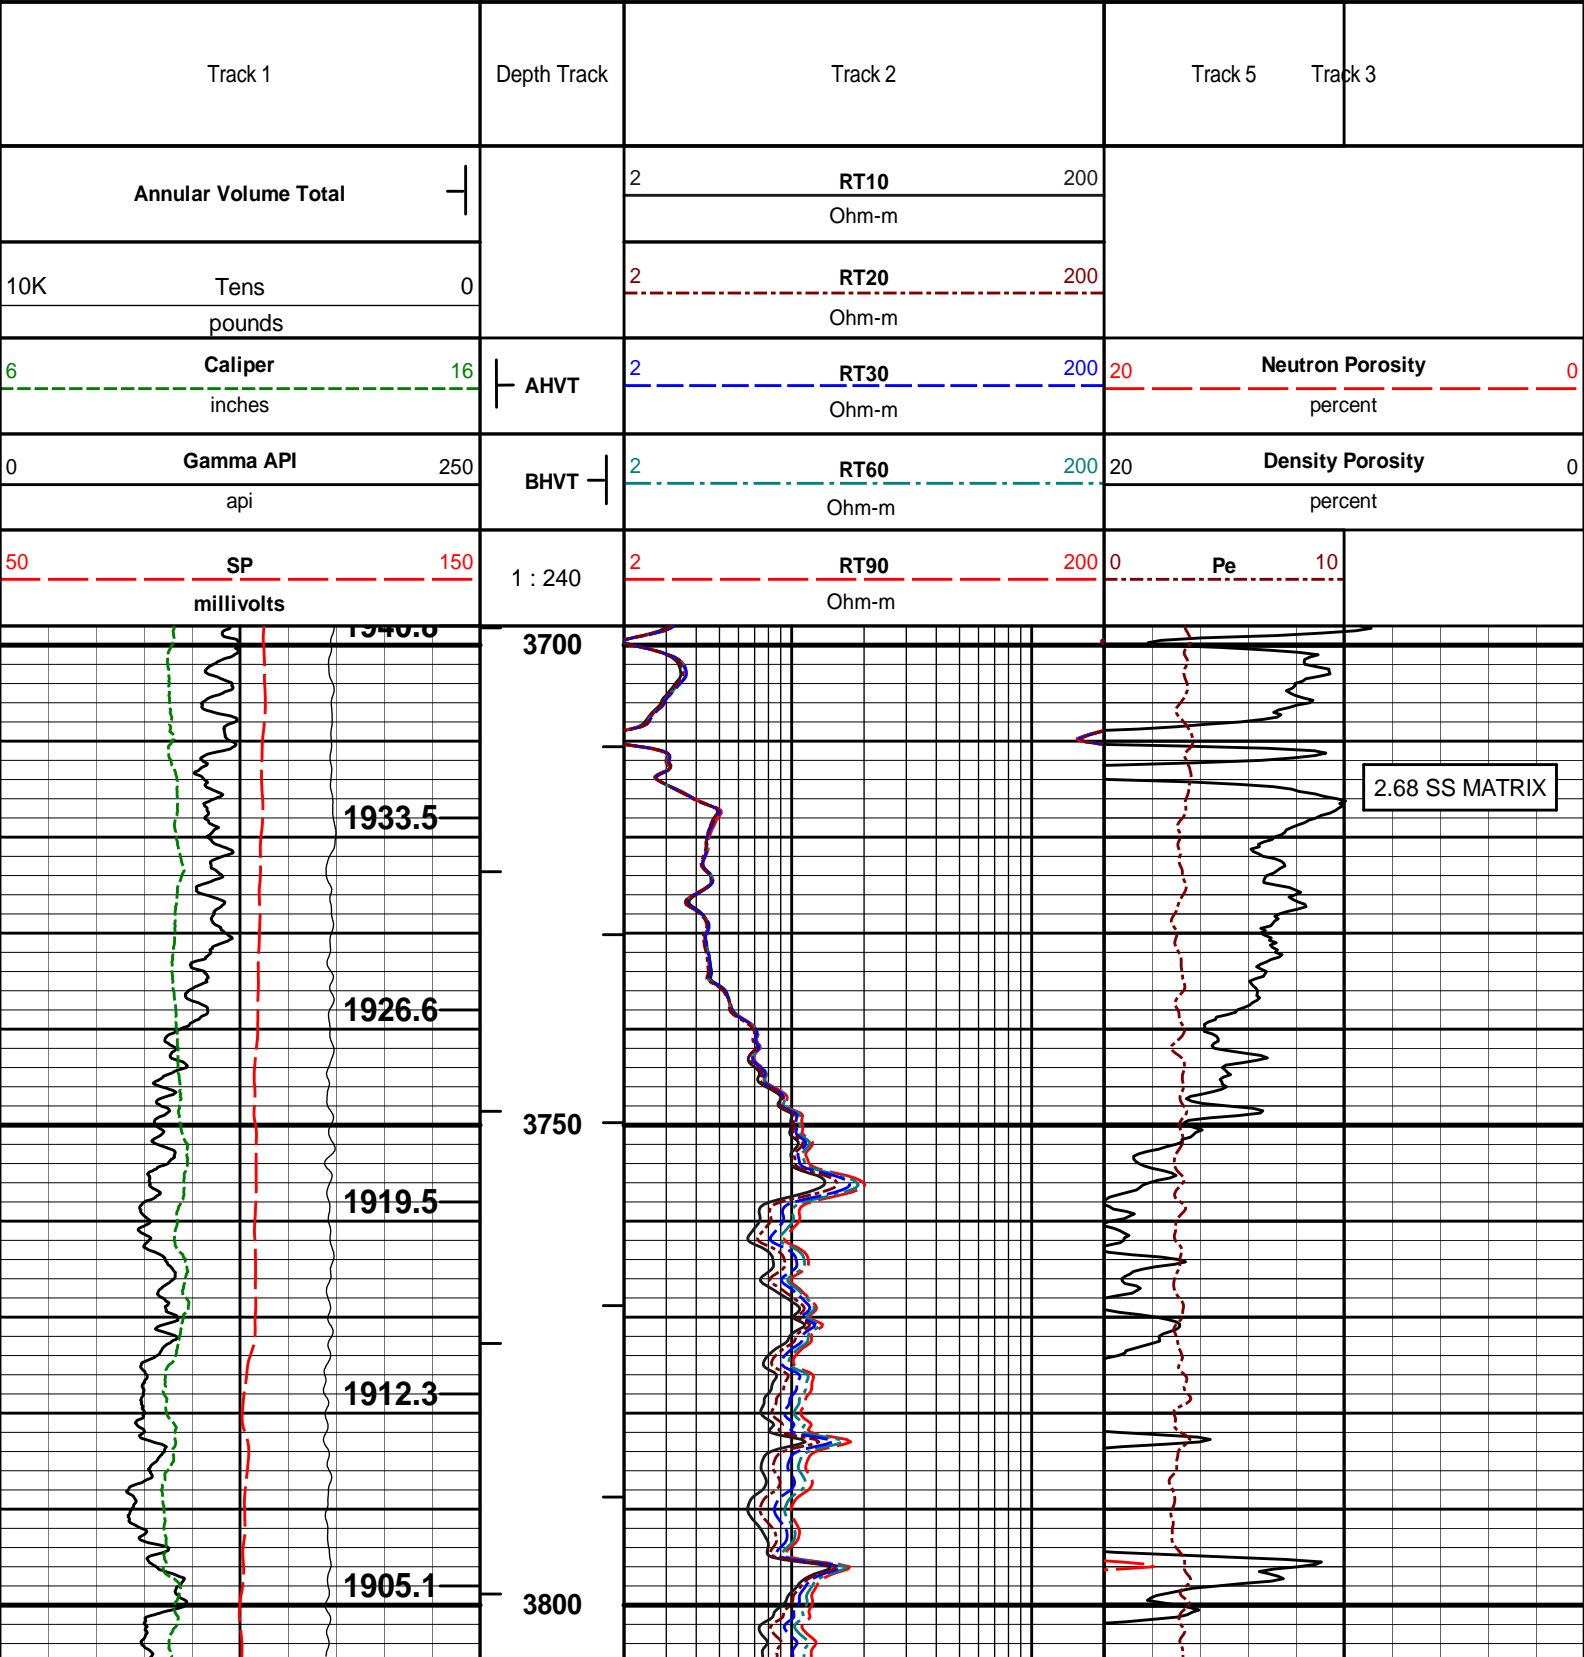 Track 1 Depth Track Track 2 Track 5 Track 3
Annular Volume Total
2 RT10 200
Ohm-m
10K Tens 0
pounds
2 RT20 200
Ohm-m
6 Caliper 16
inches
AHVT
2 RT30 200
Ohm-m
20 Neutron Porosity 0
percent
0 Gamma API 250
api
BHVT
2 RT60 200
Ohm-m
20 Density Porosity 0
percent
50 SP 150
millivolts
1 : 240
2 RT90 200
Ohm-m
0 Pe 10
1940.8
3700
2.68 SS MATRIX
1933.5
1926.6
3750
1919.5
1912.3
1905.1
3800